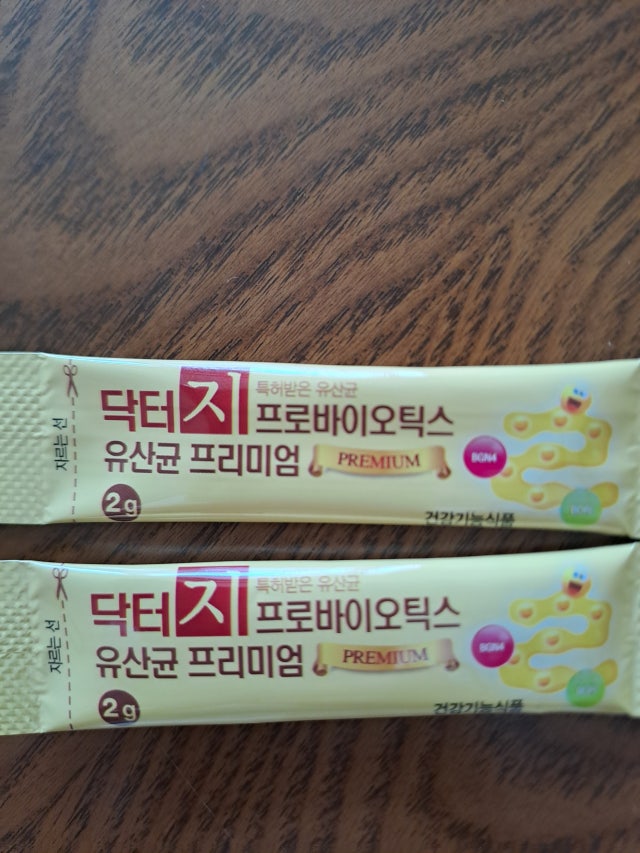 자르는 선
특허받은 유산균
닥터지 프로바이오틱스
유산균 프리미엄 PREMIUM
BGN4
2g
건강기능식품
자르는 선
특허받은 유산균
닥터지 프로바이오틱스
유산균 프리미엄 PREMIUM
BGN4
2g
건강기능식품